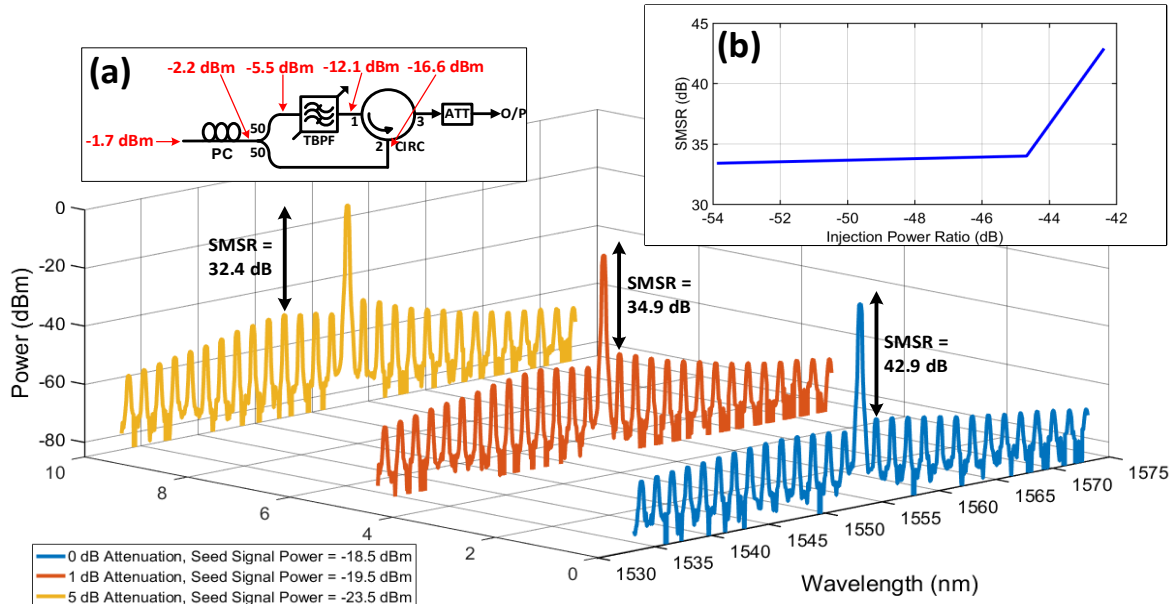 (a)
-2.2 dBm
-5.5 dBm
-12.1 dBm
-16.6 dBm
-1.7 dBm
PC
50
50
TBPF
1
2
3
CIRC
ATT
O/P
(b)
SMSR (dB)
45
40
35
30
-54
-52
-50
-48
-46
-44
-42
Injection Power Ratio (dB)
Power (dBm)
0
-20
-40
-60
-80
10
8
6
4
2
0
SMSR =
32.4 dB
SMSR =
34.9 dB
SMSR =
42.9 dB
1530
1535
1540
1545
1550
1555
1560
1565
1570
1575
Wavelength (nm)
0 dB Attenuation, Seed Signal Power = -18.5 dBm
1 dB Attenuation, Seed Signal Power = -19.5 dBm
5 dB Attenuation, Seed Signal Power = -23.5 dBm